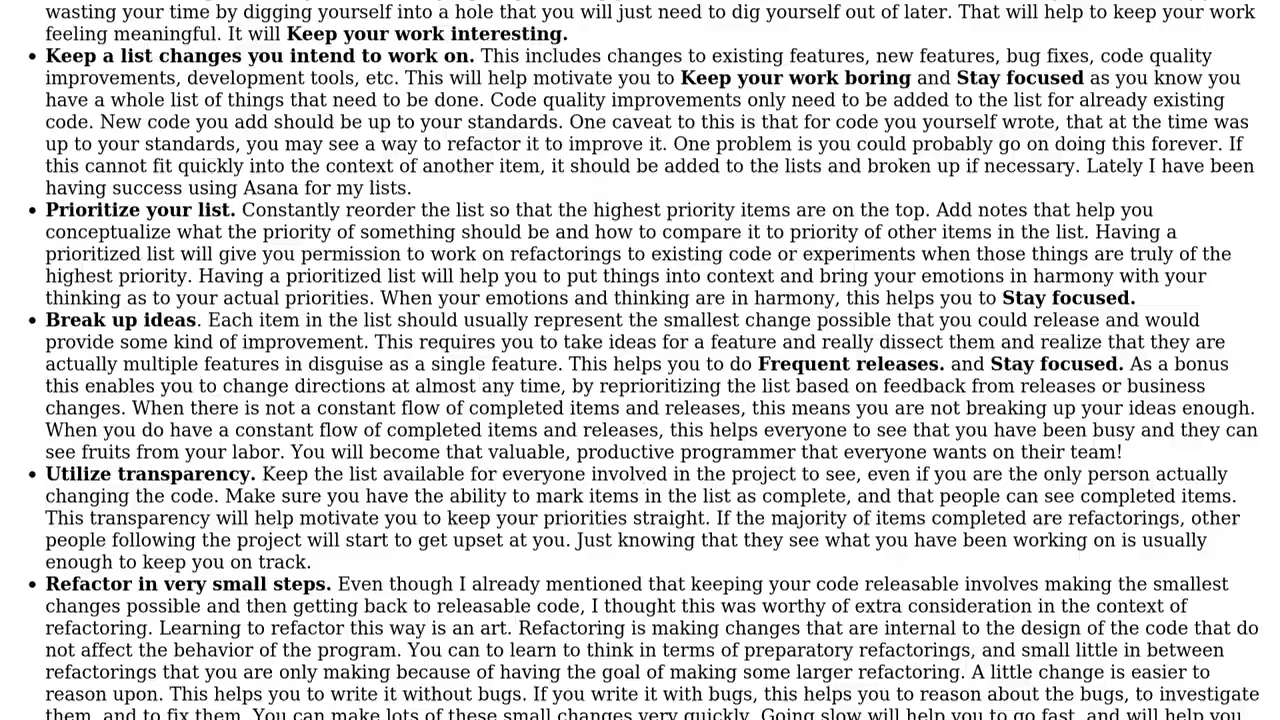 wasting your time by digging yourself into a hole that you will just need to dig yourself out of later. That will help to keep your work
feeling meaningful. It will Keep your work interesting.
• Keep a list changes you intend to work on. This includes changes to existing features, new features, bug fixes, code quality
improvements, development tools, etc. This will help motivate you to Keep your work boring and Stay focused as you know you
have a whole list of things that need to be done. Code quality improvements only need to be added to the list for already existing
code. New code you add should be up to your standards. One caveat to this is that for code you yourself wrote, that at the time was
up to your standards, you may see a way to refactor it to improve it. One problem is you could probably go on doing this forever. If
this cannot fit quickly into the context of another item, it should be added to the lists and broken up if necessary. Lately I have been
having success using Asana for my lists.
• Prioritize your list. Constantly reorder the list so that the highest priority items are on the top. Add notes that help you
conceptualize what the priority of something should be and how to compare it to priority of other items in the list. Having a
prioritized list will give you permission to work on refactorings to existing code or experiments when those things are truly of the
highest priority. Having a prioritized list will help you to put things into context and bring your emotions in harmony with your
thinking as to your actual priorities. When your emotions and thinking are in harmony, this helps you to Stay focused.
• Break up ideas. Each item in the list should usually represent the smallest change possible that you could release and would
provide some kind of improvement. This requires you to take ideas for a feature and really dissect them and realize that they are
actually multiple features in disguise as a single feature. This helps you to do Frequent releases. and Stay focused. As a bonus
this enables you to change directions at almost any time, by reprioritizing the list based on feedback from releases or business
changes. When there is not a constant flow of completed items and releases, this means you are not breaking up your ideas enough.
When you do have a constant flow of completed items and releases, this helps everyone to see that you have been busy and they can
see fruits from your labor. You will become that valuable, productive programmer that everyone wants on their team!
• Utilize transparency. Keep the list available for everyone involved in the project to see, even if you are the only person actually
changing the code. Make sure you have the ability to mark items in the list as complete, and that people can see completed items.
This transparency will help motivate you to keep your priorities straight. If the majority of items completed are refactorings, other
people following the project will start to get upset at you. Just knowing that they see what you have been working on is usually
enough to keep you on track.
• Refactor in very small steps. Even though I already mentioned that keeping your code releasable involves making the smallest
changes possible and then getting back to releasable code, I thought this was worthy of extra consideration in the context of
refactoring. Learning to refactor this way is an art. Refactoring is making changes that are internal to the design of the code that do
not affect the behavior of the program. You can to learn to think in terms of preparatory refactorings, and small little in between
refactorings that you are only making because of having the goal of making some larger refactoring. A little change is easier to
reason upon. This helps you to write it without bugs. If you write it with bugs, this helps you to reason about the bugs, to investigate
them, and to fix them. You can make lots of these small changes very quickly. Going slow will help you to go fast, and will help you